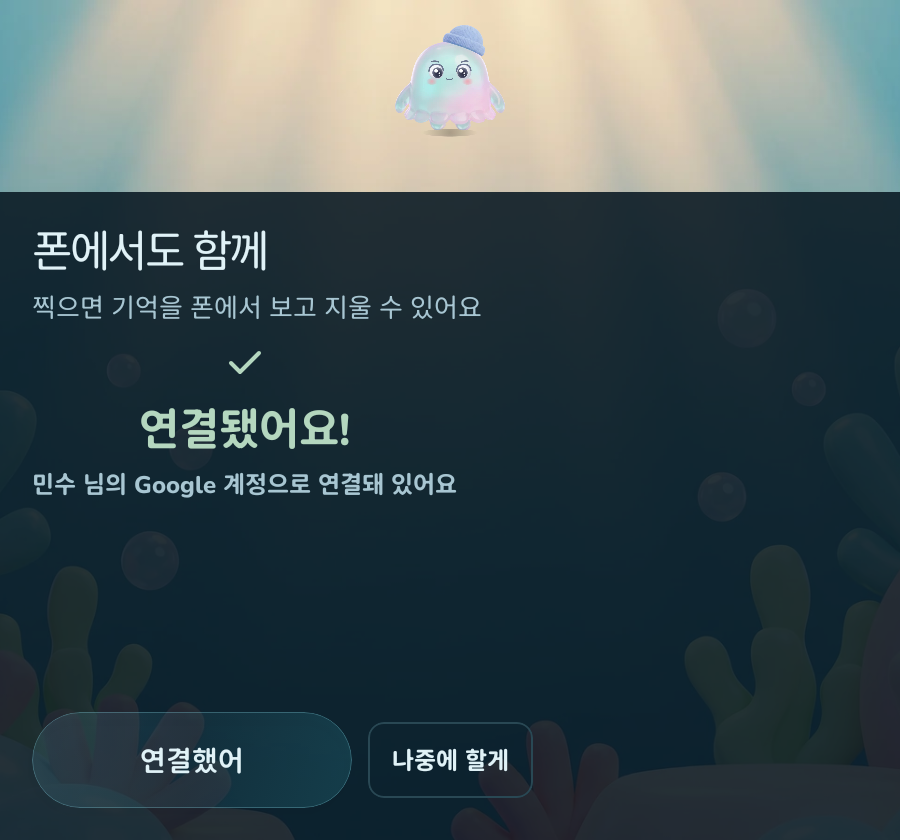 폰에서도 함께
찍으면 기억을 폰에서 보고 지울 수 있어요
연결됐어요!
민수 님의 Google 계정으로 연결돼 있어요
연결했어
나중에 할게